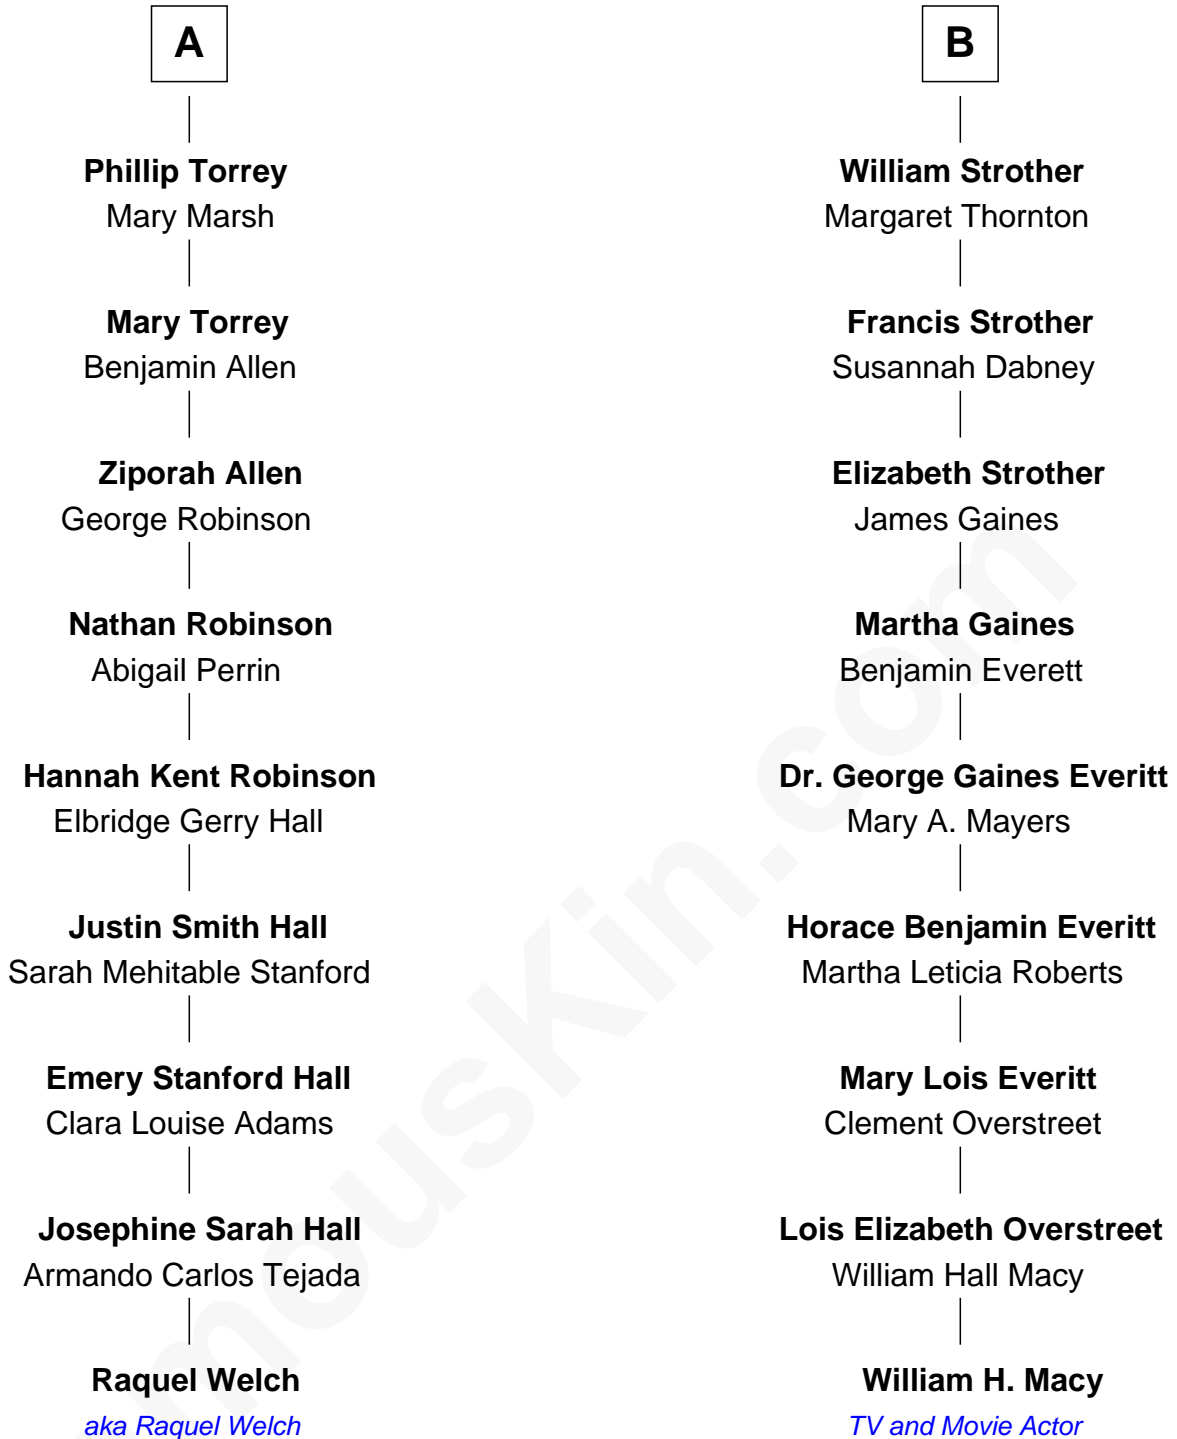 A
Phillip Torrey
Mary Marsh
Mary Torrey
Benjamin Allen
Ziporah Allen
George Robinson
Nathan Robinson
Abigail Perrin
Hannah Kent Robinson
Elbridge Gerry Hall
Justin Smith Hall
Sarah Mehitable Stanford
Emery Stanford Hall
Clara Louise Adams
Josephine Sarah Hall
Armando Carlos Tejada
Raquel Welch
aka Raquel Welch
B
William Strother
Margaret Thornton
Francis Strother
Susannah Dabney
Elizabeth Strother
James Gaines
Martha Gaines
Benjamin Everett
Dr. George Gaines Everitt
Mary A. Mayers
Horace Benjamin Everitt
Martha Leticia Roberts
Mary Lois Everitt
Clement Overstreet
Lois Elizabeth Overstreet
William Hall Macy
William H. Macy
TV and Movie Actor
mousKin.com